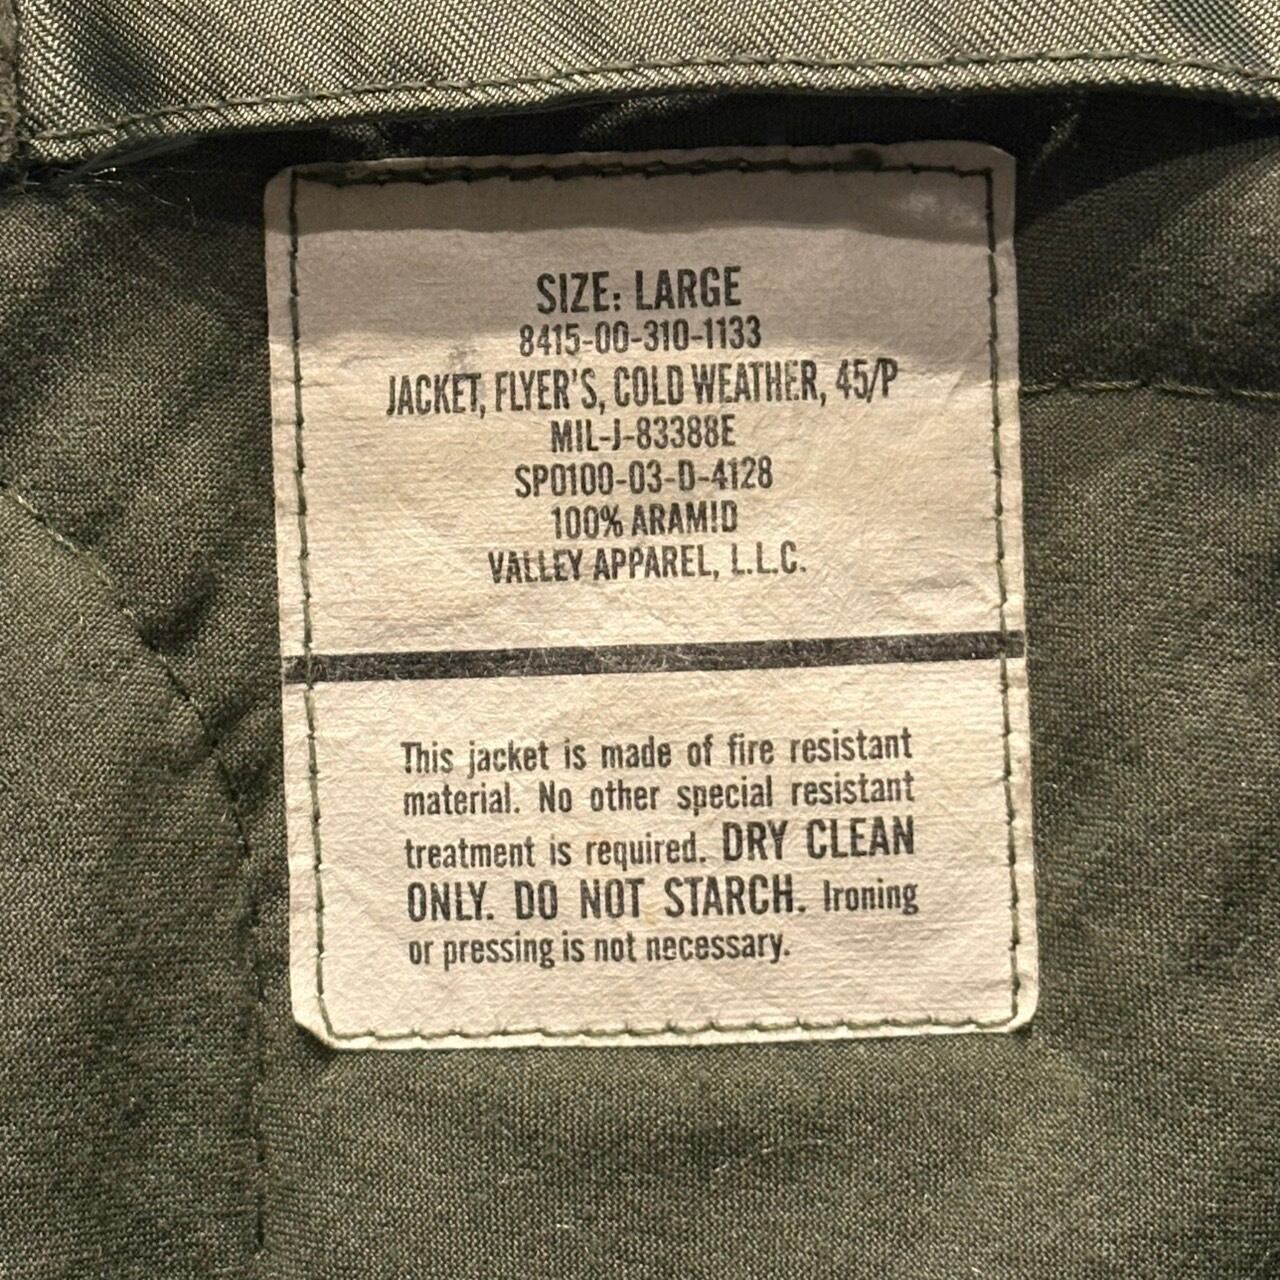 SIZE: LARGE
8415-00-310-1133
JACKET, FLYER'S, COLD WEATHER, 45/P
MIL-J-83388E
SP0100-03-D-4128
100% ARAMID
VALLEY APPAREL, L.L.C.
This jacket is made of fire resistant
material. No other special resistant
treatment is required. DRY CLEAN
ONLY. DO NOT STARCH. Ironing
or pressing is not necessary.